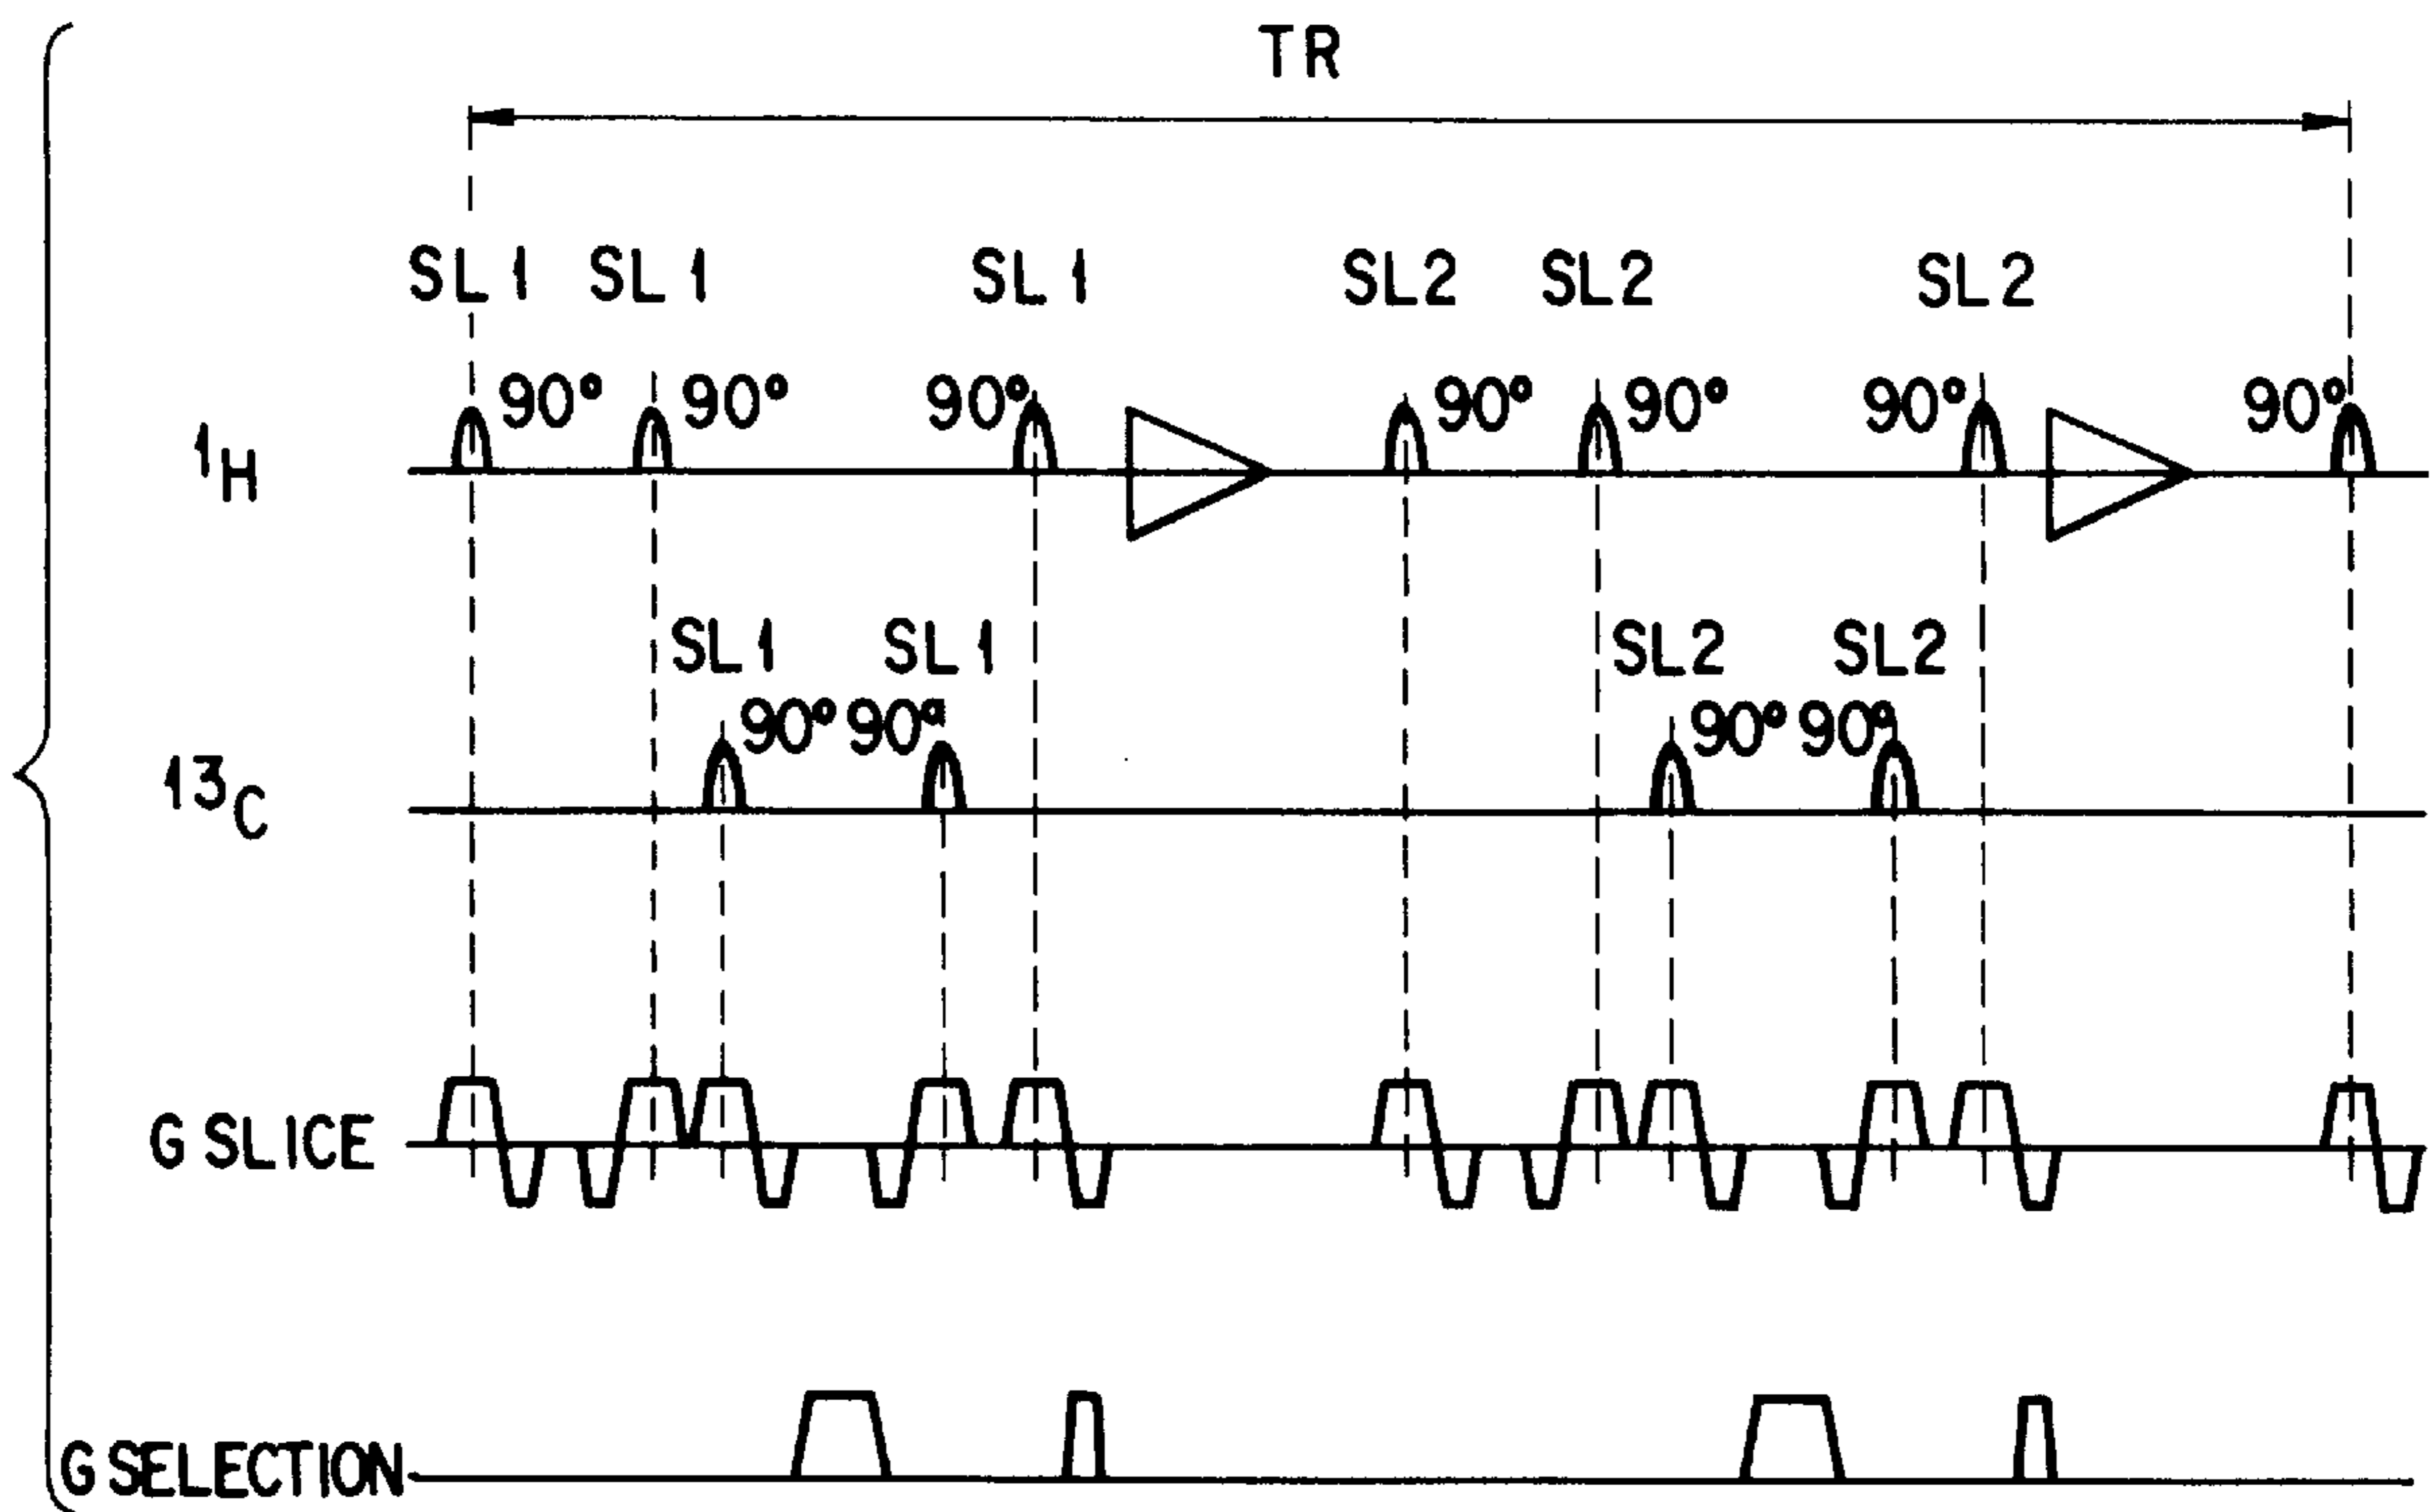 TR
SL1 SL1 SL1 SL2 SL2 SL2
90° 90° 90° 90° 90° 90° 90°
1H
SL1 SL1 SL2 SL2
90° 90° 90° 90°
13C
G SLICE
G SELECTION